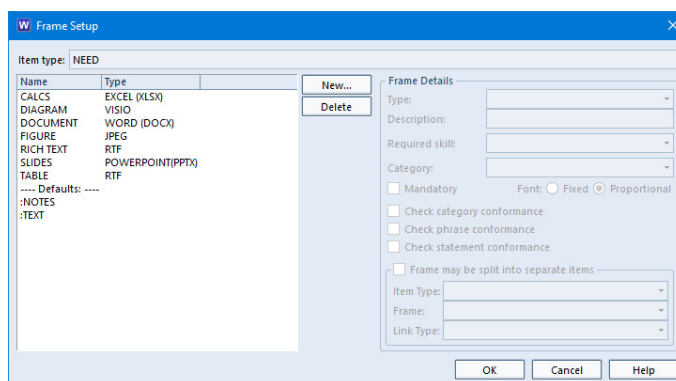 W Frame Setup
Item type: NEED
Name Type
CALCS EXCEL (XLSX)
DIAGRAM VISIO
DOCUMENT WORD (DOCX)
FIGURE JPEG
RICH TEXT RTF
SLIDES POWERPOINT(PPTX)
TABLE RTF
---- Defaults: ----
:NOTES
:TEXT
New...
Delete
Frame Details
Type:
Description:
Required skill:
Category:
Mandatory Font: Fixed Proportional
Check category conformance
Check phrase conformance
Check statement conformance
Frame may be split into separate items
Item Type:
Frame:
Link Type:
OK Cancel Help